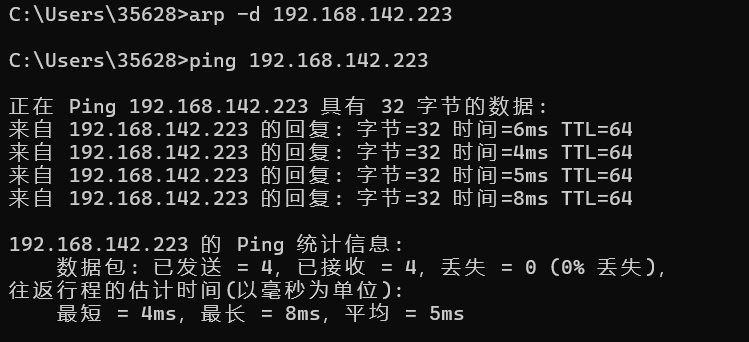 C:\Users\35628>arp -d 192.168.142.223
C:\Users\35628>ping 192.168.142.223
正在 Ping 192.168.142.223 具有 32 字节的数据:
来自 192.168.142.223 的回复: 字节=32 时间=6ms TTL=64
来自 192.168.142.223 的回复: 字节=32 时间=4ms TTL=64
来自 192.168.142.223 的回复: 字节=32 时间=5ms TTL=64
来自 192.168.142.223 的回复: 字节=32 时间=8ms TTL=64
192.168.142.223 的 Ping 统计信息:
数据包: 已发送 = 4, 已接收 = 4, 丢失 = 0 (0% 丢失),
往返行程的估计时间(以毫秒为单位):
最短 = 4ms, 最长 = 8ms, 平均 = 5ms